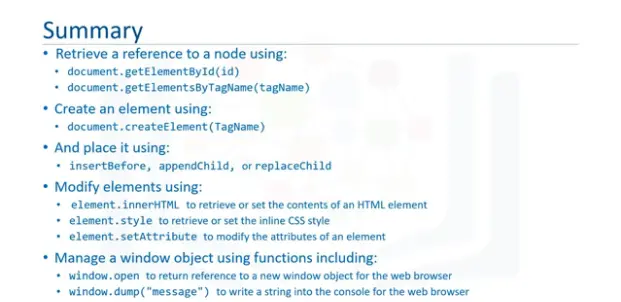 Summary
• Retrieve a reference to a node using:
• document.getElementById(id)
• document.getElementsByTagName(tagName)
• Create an element using:
• document.createElement(TagName)
• And place it using:
• insertBefore, appendChild, or replaceChild
• Modify elements using:
• element.innerHTML to retrieve or set the contents of an HTML element
• element.style to retrieve or set the inline CSS style
• element.setAttribute to modify the attributes of an element
• Manage a window object using functions including:
• window.open to return reference to a new window object for the web browser
• window.dump("message") to write a string into the console for the web browser